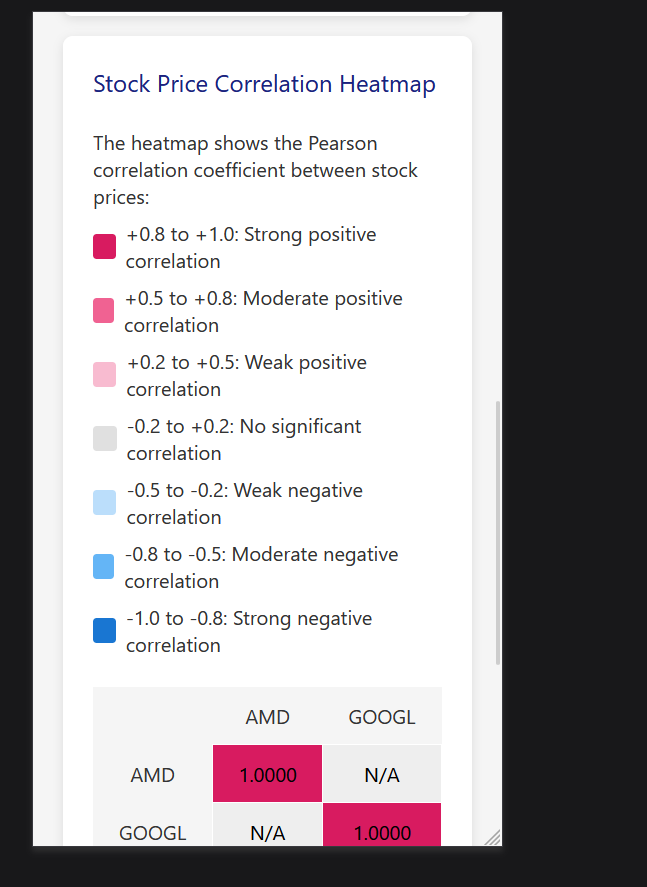 Stock Price Correlation Heatmap
The heatmap shows the Pearson
correlation coefficient between stock
prices:
+0.8 to +1.0: Strong positive
correlation
+0.5 to +0.8: Moderate positive
correlation
+0.2 to +0.5: Weak positive
correlation
-0.2 to +0.2: No significant
correlation
-0.5 to -0.2: Weak negative
correlation
-0.8 to -0.5: Moderate negative
correlation
-1.0 to -0.8: Strong negative
correlation
AMD GOOGL
AMD 1.0000 N/A
GOOGL N/A 1.0000